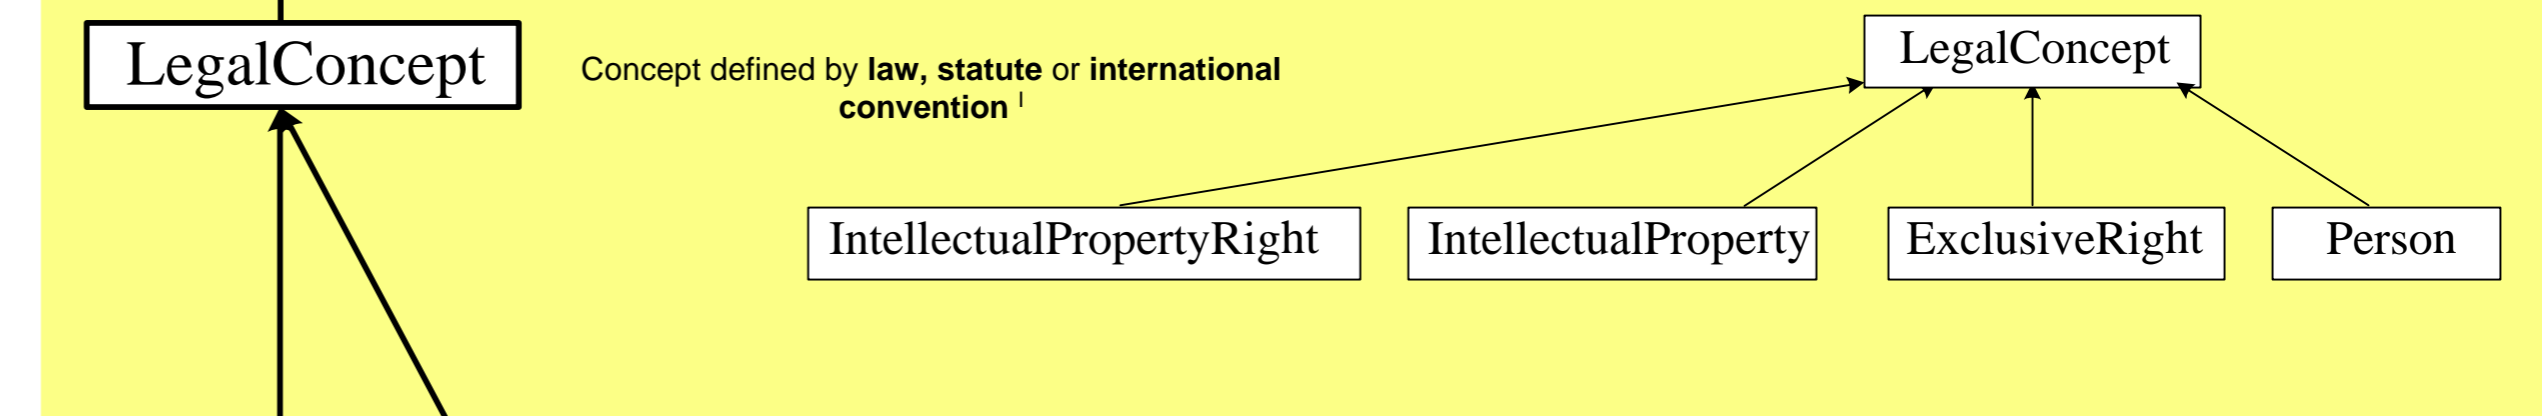 LegalConcept
Concept defined by law, statute or international
convention I
LegalConcept
IntellectualPropertyRight
IntellectualProperty
ExclusiveRight
Person